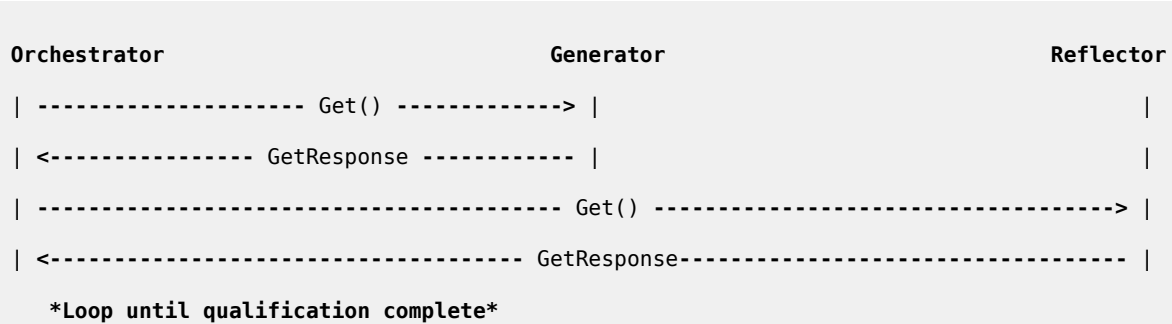 Orchestrator Generator Reflector
| --------------------- Get() -------------> | |
| <---------------- GetResponse ------------ | |
| ----------------------------------------- Get() ------------------------------------> |
| <------------------------------------- GetResponse----------------------------------- |
*Loop until qualification complete*